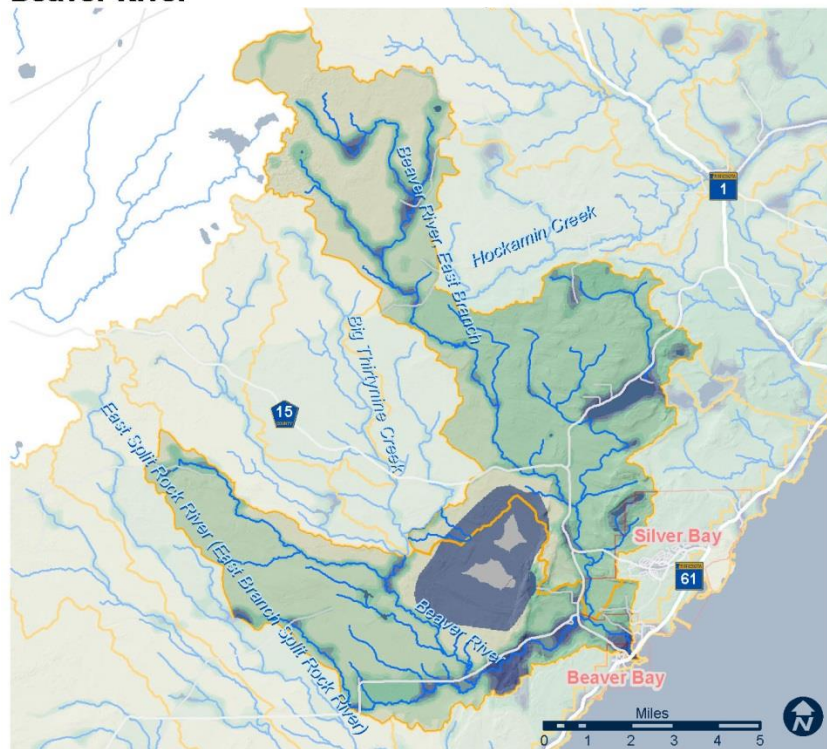 Beaver River
Beaver River, East Branch
1
Hockamin Creek
Big Thirtynine Creek
15
COUNTY
East Split Rock River (East Branch Split Rock River)
Silver Bay
61
Beaver River
Beaver Bay
Miles
0 1 2 3 4 5
N